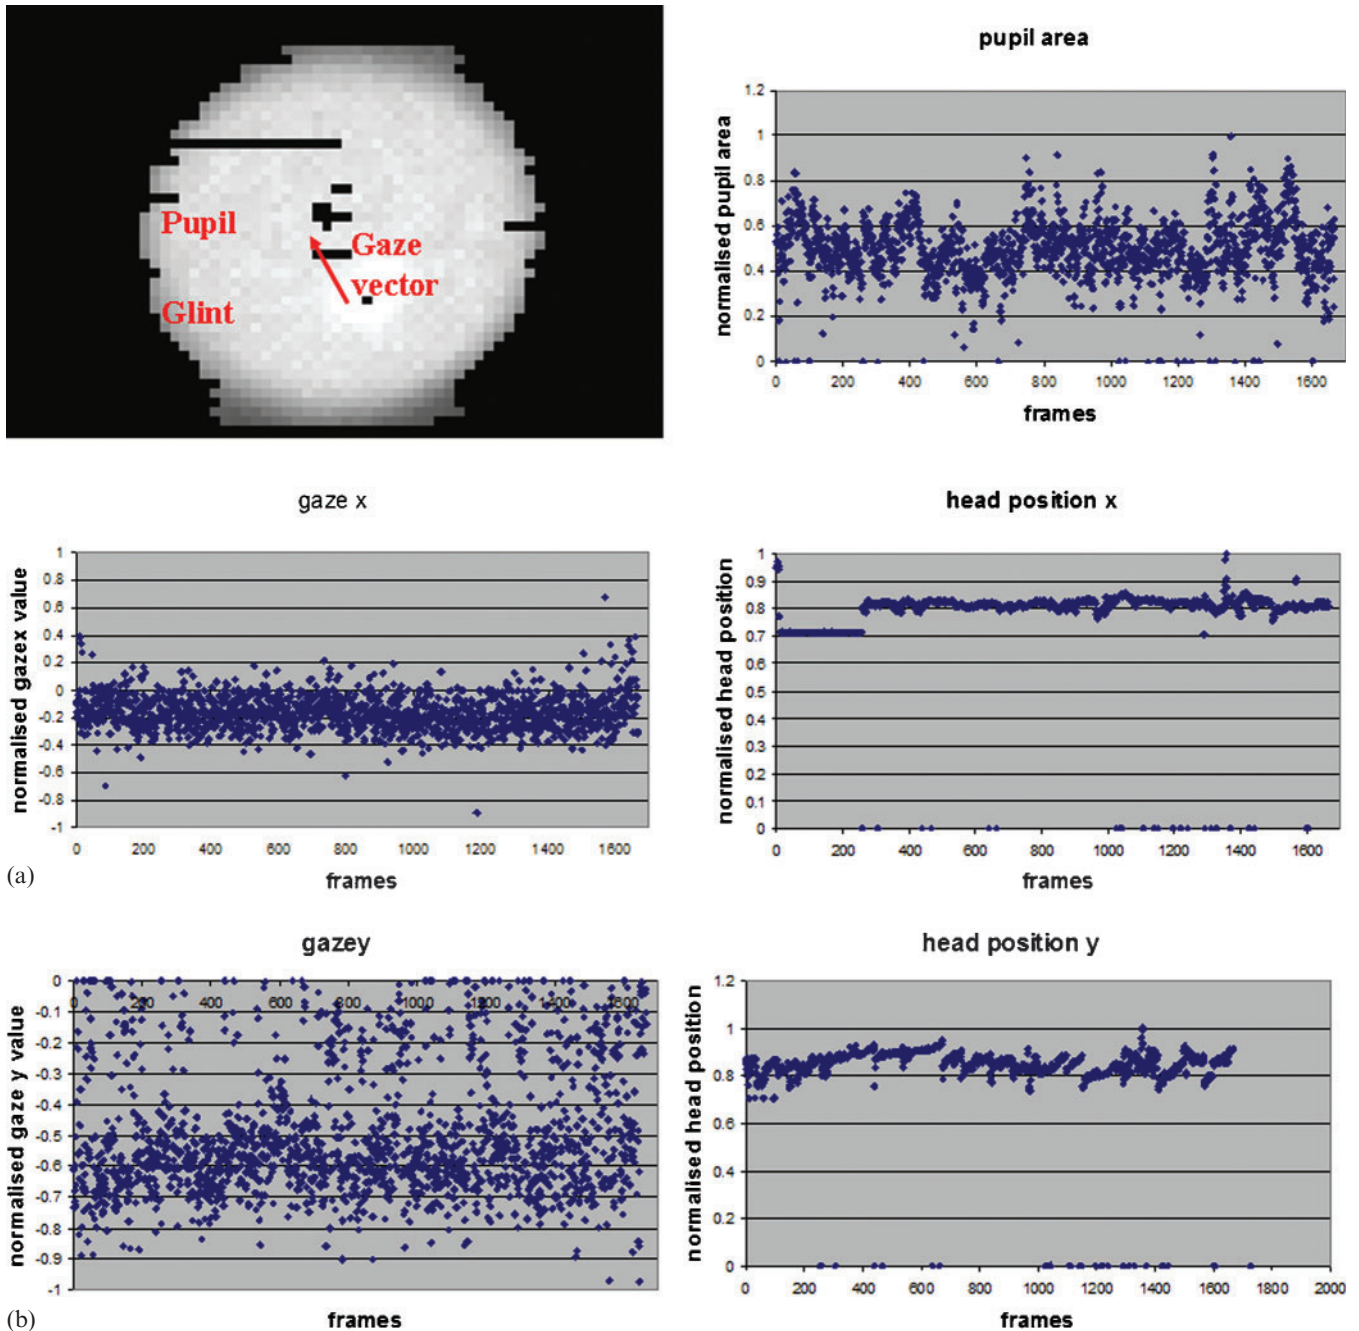 Pupil
Gaze
vector
Glint
pupil area
normalised pupil area
1.2
1
0.8
0.6
0.4
0.2
0
0 200 400 600 800 1000 1200 1400 1600
frames
gaze x
normalised gazex value
1
0.8
0.6
0.4
0.2
0
-0.2
-0.4
-0.6
-0.8
-1
0 200 400 600 800 1000 1200 1400 1600
frames
head position x
normalised head position
1
0.9
0.8
0.7
0.6
0.5
0.4
0.3
0.2
0.1
0
0 200 400 600 800 1000 1200 1400 1600
frames
(a)
gazey
normalised gaze y value
0
-0.1
-0.2
-0.3
-0.4
-0.5
-0.6
-0.7
-0.8
-0.9
-1
0 200 400 600 800 1000 1200 1400 1600
frames
head position y
normalised head position
1.2
1
0.8
0.6
0.4
0.2
0
0 200 400 600 800 1000 1200 1400 1600 1800 2000
frames
(b)